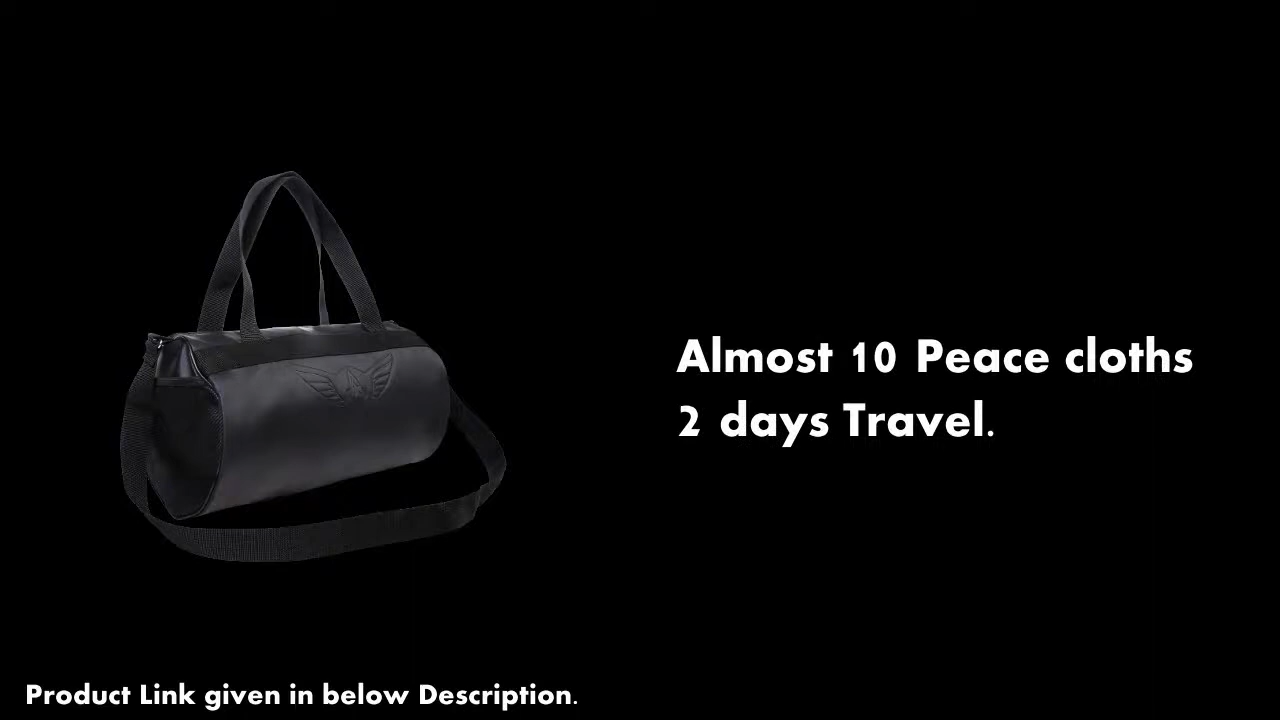 Almost 10 Peace cloths
2 days Travel.
Product Link given in below Description.